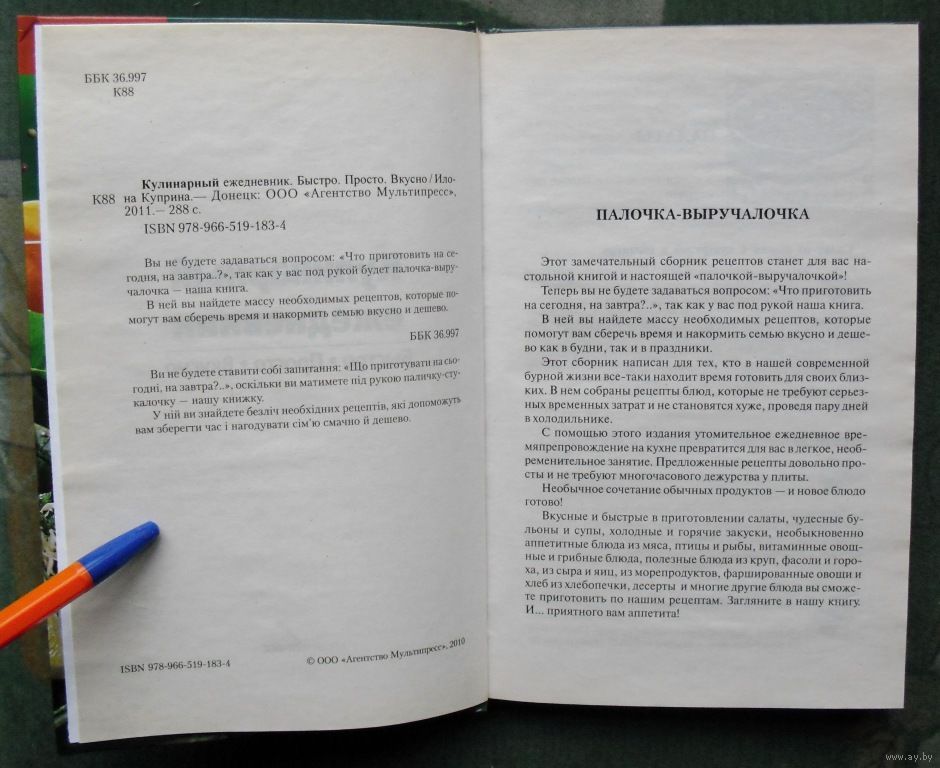 ББК 36.997
К88
Кулинарный ежедневник. Быстро. Просто. Вкусно / Ило-
К88 на Куприна.— Донецк: ООО «Агентство Мультипресс»,
2011.— 288 с.
ISBN 978-966-519-183-4
Вы не будете задаваться вопросом: «Что приготовить на се-
годня, на завтра..?», так как у вас под рукой будет палочка-выру-
чалочка — наша книга.
В ней вы найдете массу необходимых рецептов, которые по-
могут вам сберечь время и накормить семью вкусно и дешево.
ББК 36.997
Ви не будете ставити собі запитання: «Що приготувати на сьо-
годні, на завтра?..», оскільки ви матимете під рукою паличку-сту-
калочку — нашу книжку.
У ній ви знайдете безліч необхідних рецептів, які допоможуть
вам зберегти час і нагодувати сім’ю смачно й дешево.
ISBN 978-966-519-183-4
© ООО «Агентство Мультипресс», 2010
ПАЛОЧКА-ВЫРУЧАЛОЧКА
Этот замечательный сборник рецептов станет для вас на-
стольной книгой и настоящей «палочкой-выручалочкой»!
Теперь вы не будете задаваться вопросом: «Что приготовить
на сегодня, на завтра?..», так как у вас под рукой наша книга.
В ней вы найдете массу необходимых рецептов, которые
помогут вам сберечь время и накормить семью вкусно и деше-
во как в будни, так и в праздники.
Этот сборник написан для тех, кто в нашей современной
бурной жизни все-таки находит время готовить для своих близ-
ких. В нем собраны рецепты блюд, которые не требуют серьез-
ных временных затрат и не становятся хуже, проведя пару дней
в холодильнике.
С помощью этого издания утомительное ежедневное вре-
мяпрепровождение на кухне превратится для вас в легкое, необ-
ременительное занятие. Предложенные рецепты довольно про-
сты и не требуют многочасового дежурства у плиты.
Необычное сочетание обычных продуктов — и новое блюдо
готово!
Вкусные и быстрые в приготовлении салаты, чудесные бу-
льоны и супы, холодные и горячие закуски, необыкновенно
аппетитные блюда из мяса, птицы и рыбы, витаминные овощ-
ные и грибные блюда, полезные блюда из круп, фасоли и горо-
ха, из сыра и яиц, из морепродуктов, фаршированные овощи и
хлеб из хлебопечки, десерты и многие другие блюда вы сможе-
те приготовить по нашим рецептам. Загляните в нашу книгу.
И... приятного вам аппетита!
www.ay.by